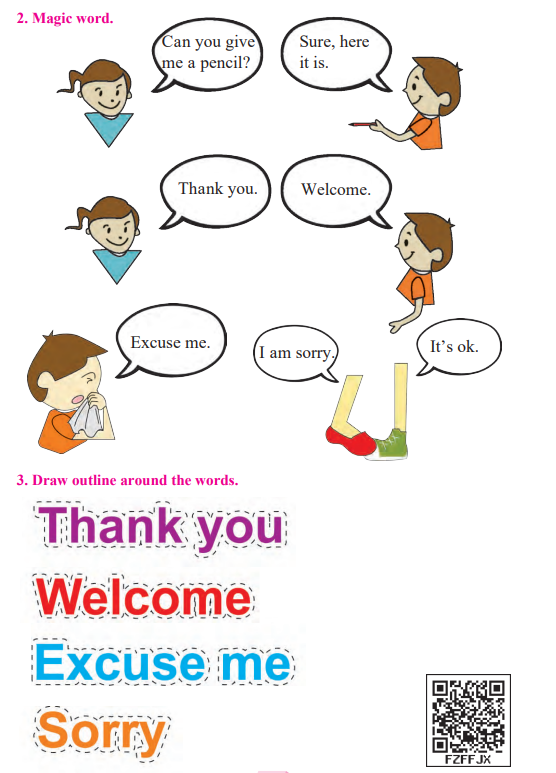 2. Magic word.
Can you give
me a pencil?
Sure, here
it is.
Thank you.
Welcome.
Excuse me.
I am sorry.
It's ok.
3. Draw outline around the words.
Thank you
Welcome
Excuse me
Sorry
FZFFJX